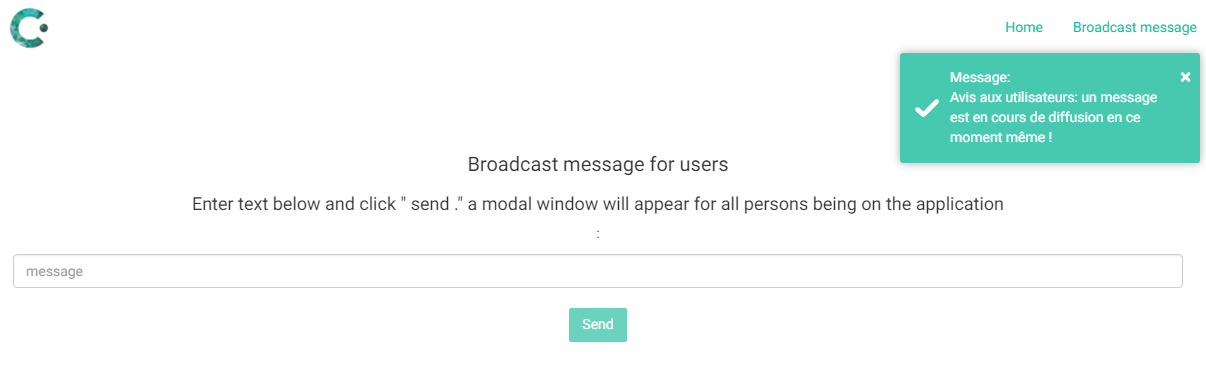 Home
Broadcast message
Message:
Avis aux utilisateurs: un message
est en cours de diffusion en ce
moment même !
Broadcast message for users
Enter text below and click " send ." a modal window will appear for all persons being on the application
:
message
Send